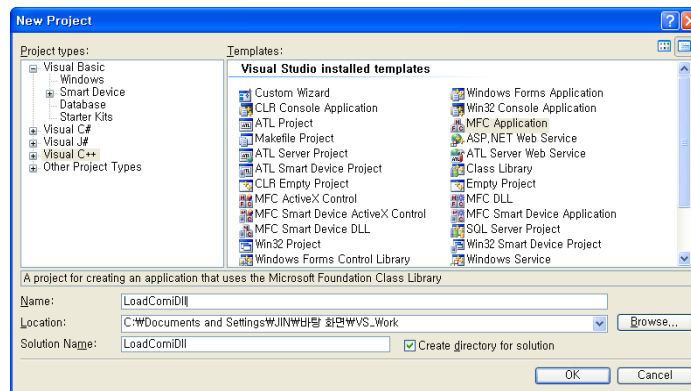 New Project
Project types:
Templates:
Visual Basic
Windows
Smart Device
Database
Starter Kits
Visual C#
Visual J#
Visual C++
Other Project Types
Visual Studio installed templates
Custom Wizard
Windows Forms Application
CLR Console Application
Win32 Console Application
ATL Project
MFC Application
Makefile Project
ASP,NET Web Service
ATL Server Project
ATL Server Web Service
ATL Smart Device Project
Class Library
CLR Empty Project
Empty Project
MFC ActiveX Control
MFC DLL
MFC Smart Device ActiveX Control
MFC Smart Device Application
MFC Smart Device DLL
SQL Server Project
Win32 Project
Win32 Smart Device Project
Windows Forms Control Library
Windows Service
A project for creating an application that uses the Microsoft Foundation Class Library
Name:
LoadComiDll
Location:
C:₩Documents and Settings₩JIN₩바탕 화면₩VS_Work
Browse,,,
Solution Name:
LoadComiDll
Create directory for solution
OK
Cancel